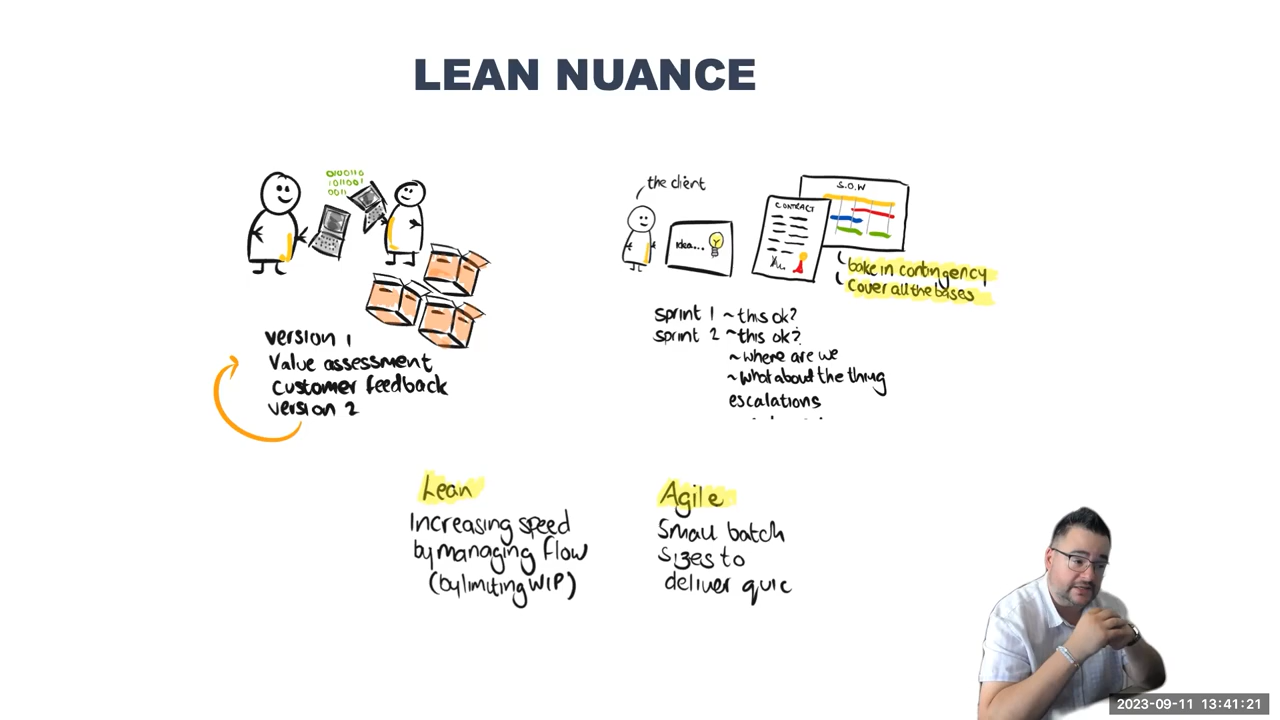 LEAN NUANCE
010110
1011001
0011
version 1
Value assessment
customer feedback
version 2
the client
idea...
CONTRACT
S.O.W
bake in contingency
Cover all the bases
sprint 1 ~ this ok?
sprint 2 ~ this ok?
~ where are we
~ what about the thing
escalations
Lean
Increasing speed
by managing flow
(by limiting WIP)
Agile
Small batch
sizes to
deliver quic
2023-09-11 13:41:21